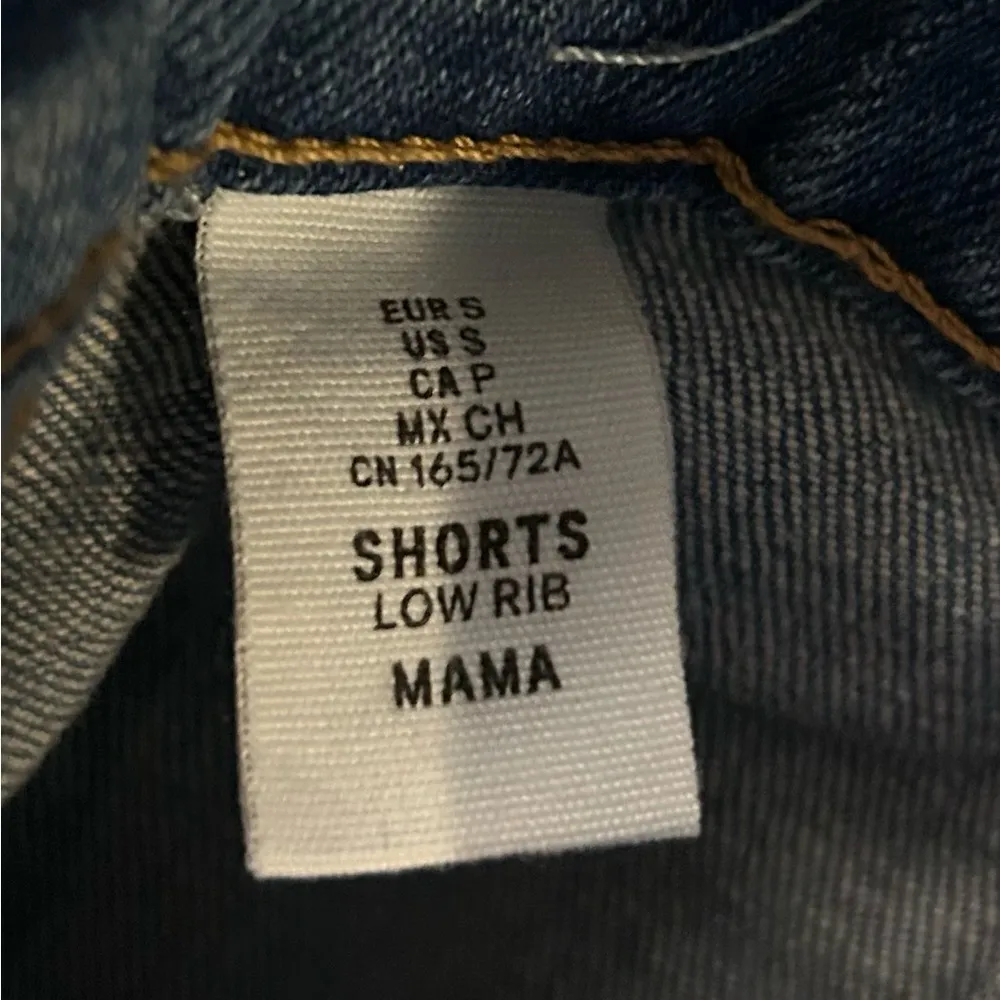 EUR S
US S
CA P
MX CH
CN 165/72A
SHORTS
LOW RIB
MAMA